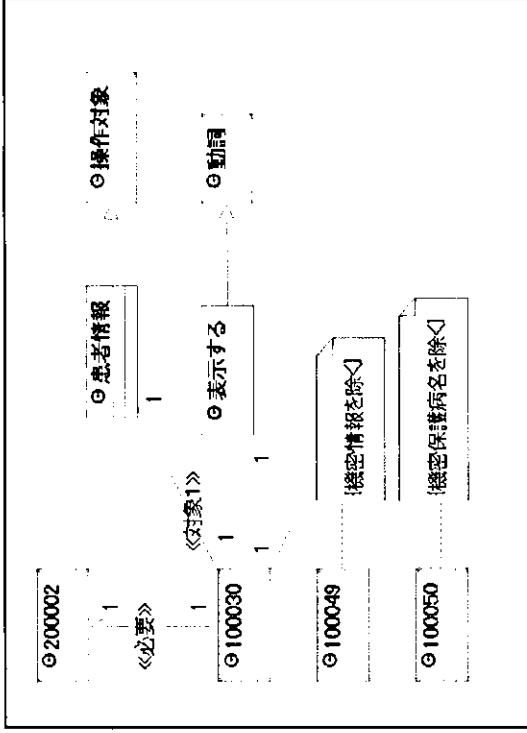 200002
1
«必要»
1
100030
1
«対象1»
1
患者情報
操作対象
1
1
表示する
動詞
100049
機密情報を除く
100050
機密保護病名を除く